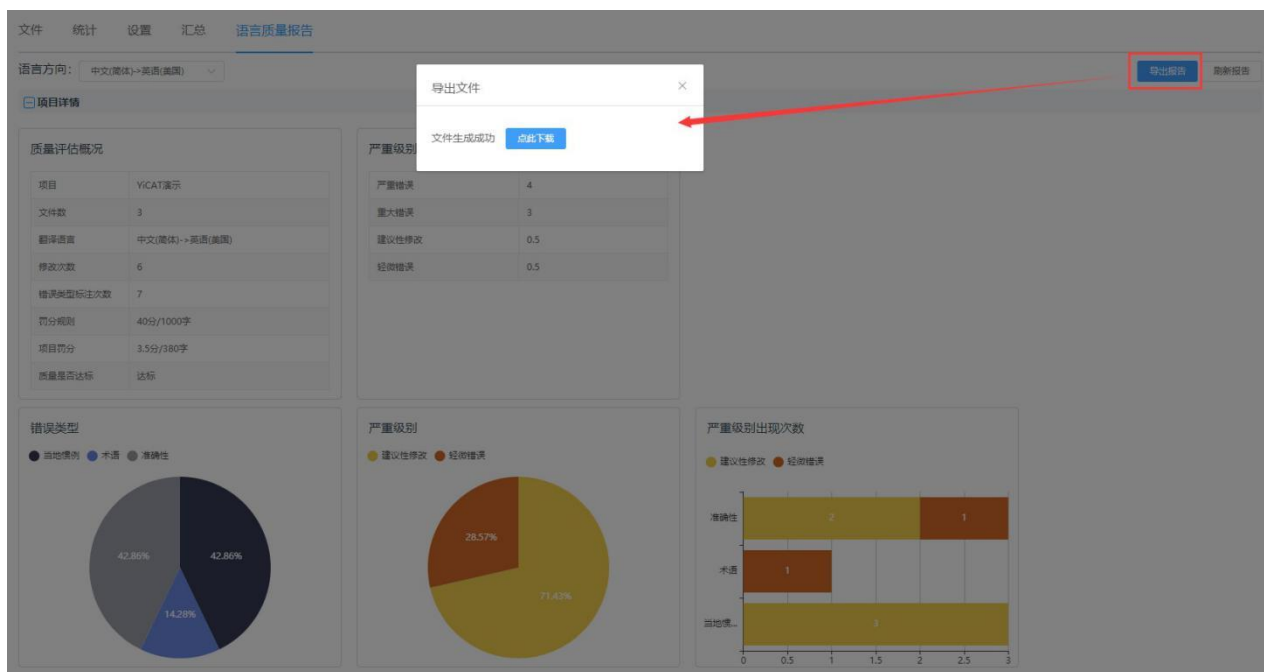 文件 统计 设置 汇总 语言质量报告
语言方向： 中文(简体)->英语(美国) 导出报告 刷新报告
项目详情
导出文件 ×
文件生成成功 点此下载
质量评估概况 严重级别
项目 YiCAT演示
文件数 3
翻译语言 中文(简体)->英语(美国)
修改次数 6
错误类型标注次数 7
罚分规则 40分/1000字
项目罚分 3.5分/380字
质量是否达标 达标
严重错误 4
重大错误 3
建议性修改 0.5
轻微错误 0.5
错误类型
当地惯例 术语 准确性
42.86% 42.86%
14.28%
严重级别
建议性修改 轻微错误
28.57%
71.43%
严重级别出现次数
建议性修改 轻微错误
准确性 2 1
术语 1
当地惯... 3
0 0.5 1 1.5 2 2.5 3